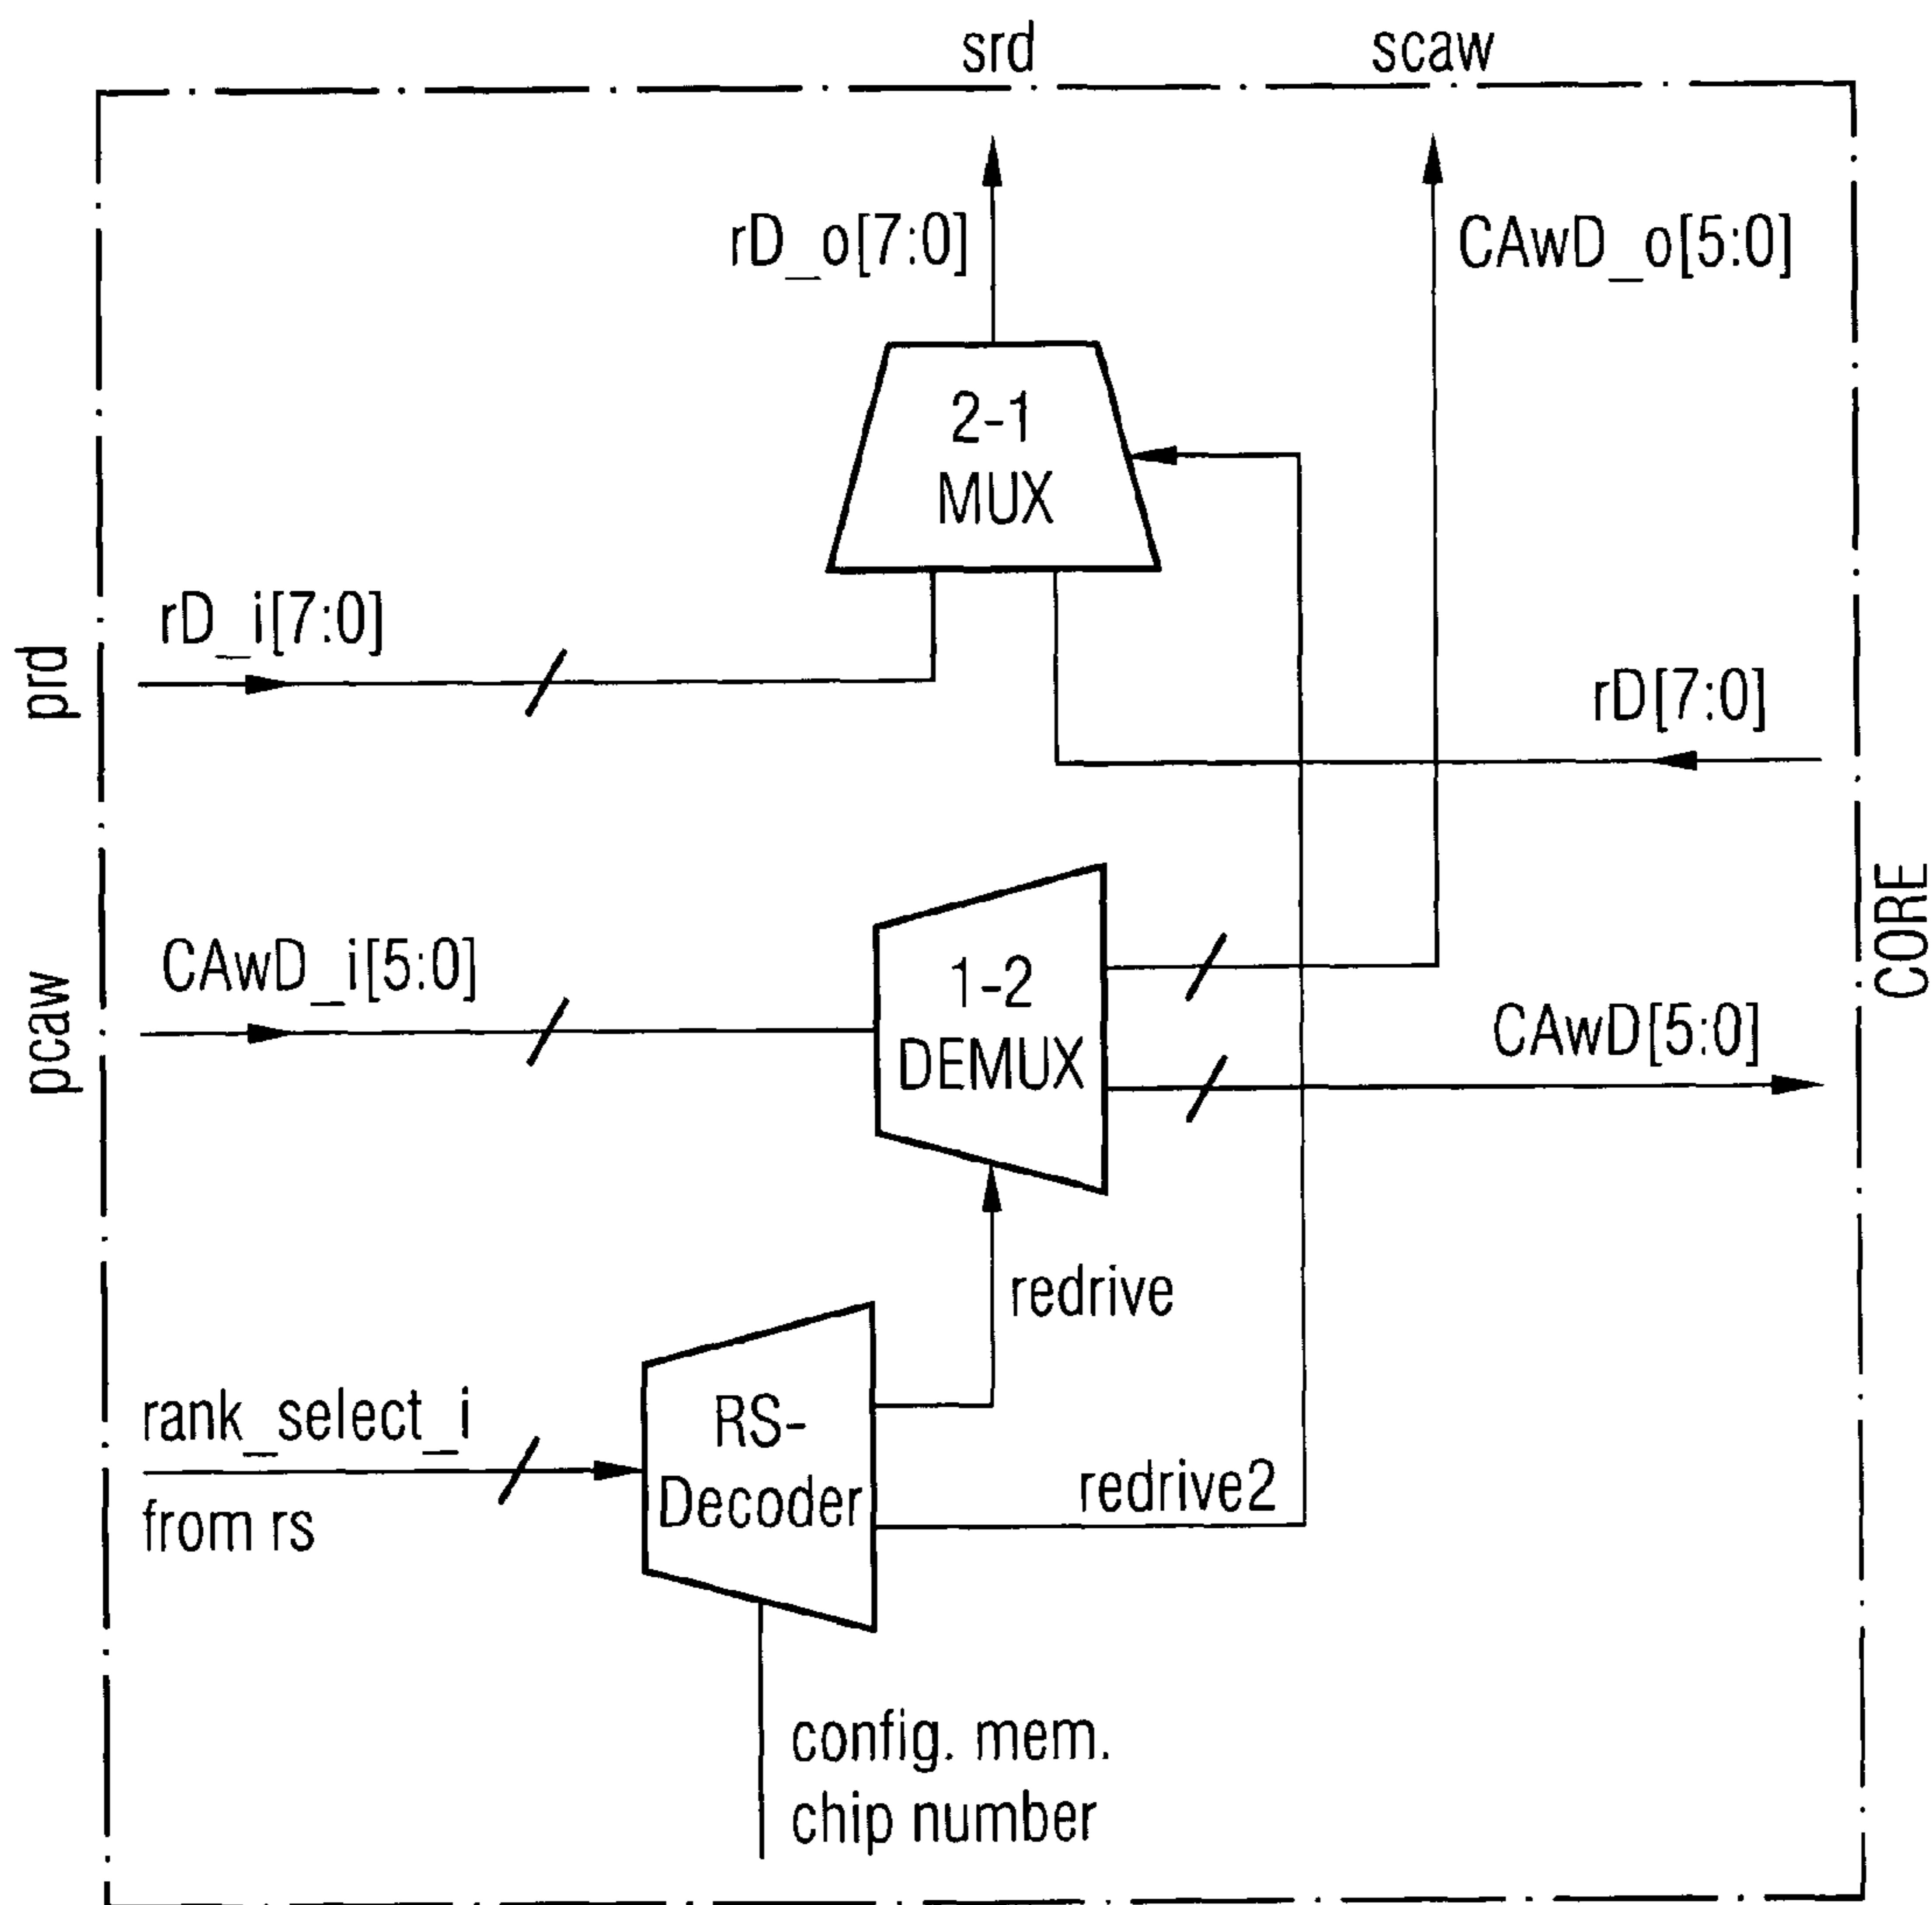 srd
scaw
rD_o[7:0]
CAwD_o[5:0]
2-1
MUX
rD_i[7:0]
prd
rD[7:0]
CORE
CAwD_i[5:0]
pcaw
1-2
DEMUX
CAwD[5:0]
redrive
rank_select_i
from rs
RS-
Decoder
redrive2
config. mem.
chip number